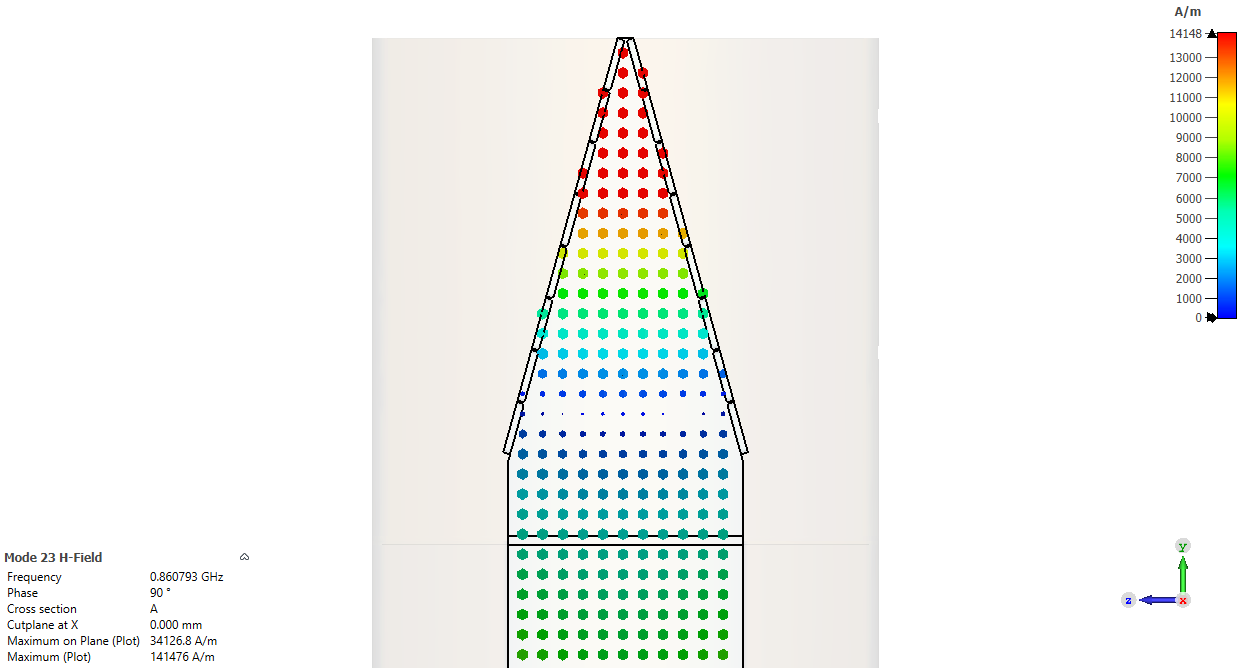 A/m
14148
13000
12000
11000
10000
9000
8000
7000
6000
5000
4000
3000
2000
1000
0
Mode 23 H-Field
Frequency 0.860793 GHz
Phase 90 °
Cross section A
Cutplane at X 0.000 mm
Maximum on Plane (Plot) 34126.8 A/m
Maximum (Plot) 141476 A/m
y
z x